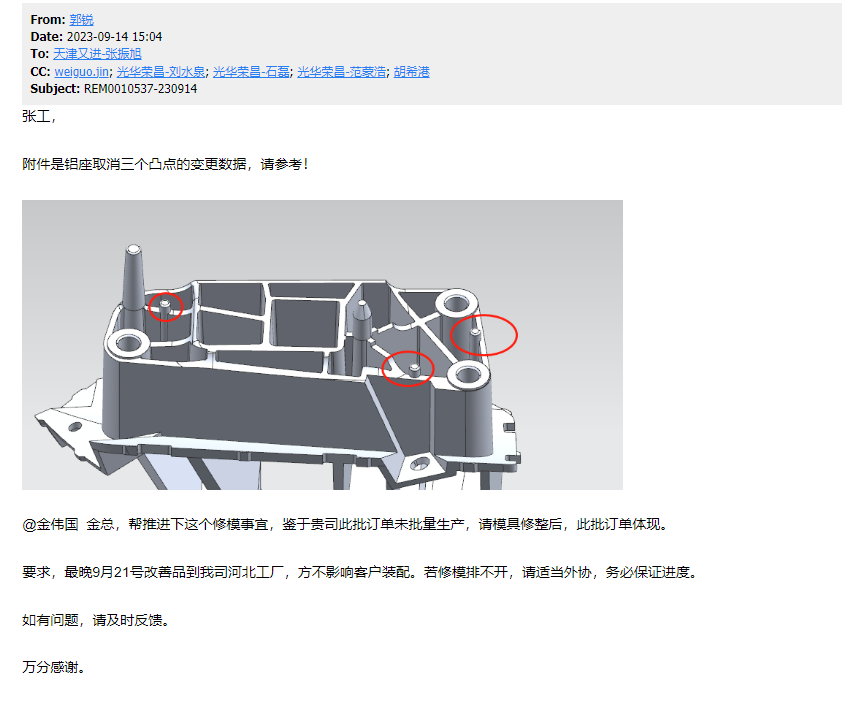 From: 郭锐
Date: 2023-09-14 15:04
To: 天津又进-张振旭
CC: weiguo.jin; 光华荣昌-刘水泉; 光华荣昌-石磊; 光华荣昌-范蒙浩; 胡希港
Subject: REM0010537-230914
张工，
附件是铝座取消三个凸点的变更数据，请参考！
@金伟国 金总，帮推进下这个修模事宜，鉴于贵司此批订单未批量生产，请模具修整后，此批订单体现。
要求，最晚9月21号改善品到我司河北工厂，方不影响客户装配。若修模排不开，请适当外协，务必保证进度。
如有问题，请及时反馈。
万分感谢。